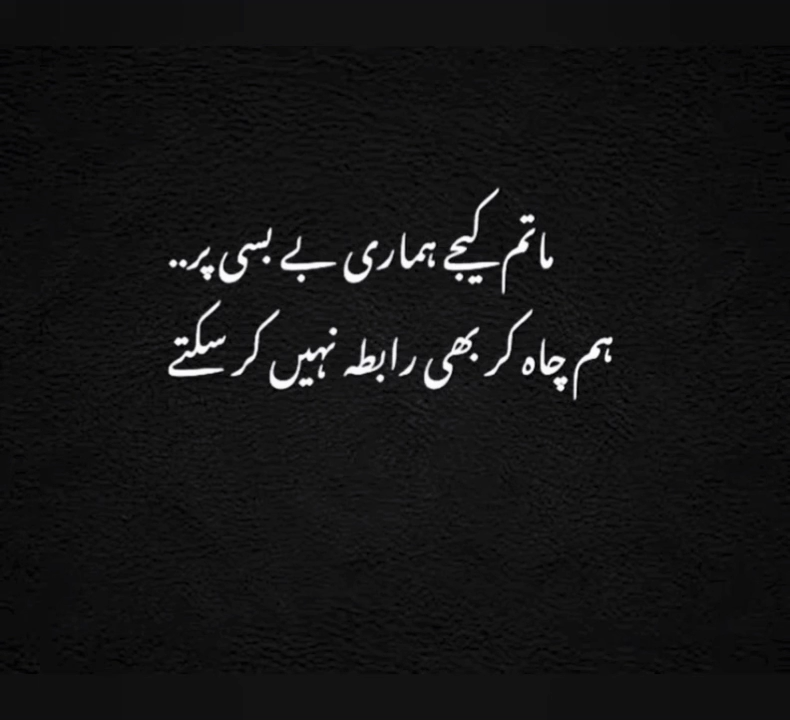 ماتم کیجے ہماری بے بسی پر..
ہم چاہ کر بھی رابطہ نہیں کر سکتے